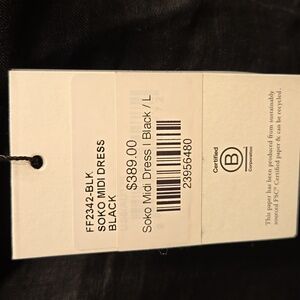 FF2342-BLK
SOKO MIDI DRESS
BLACK
$389.00
Soko Midi Dress | Black / L
23956480
Certified
B
Corporation
This paper has been produced from sustainably
sourced FSC® Certified paper & can be recycled.